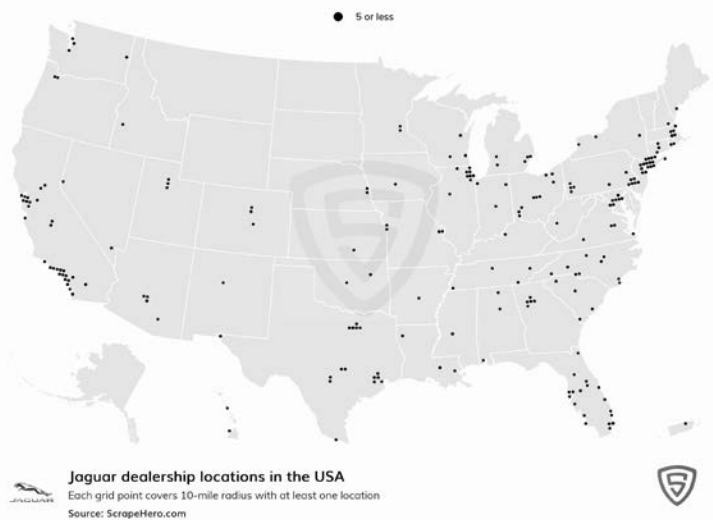 5 or less
JAGUAR
Jaguar dealership locations in the USA
Each grid point covers 10-mile radius with at least one location
Source: ScrapeHero.com